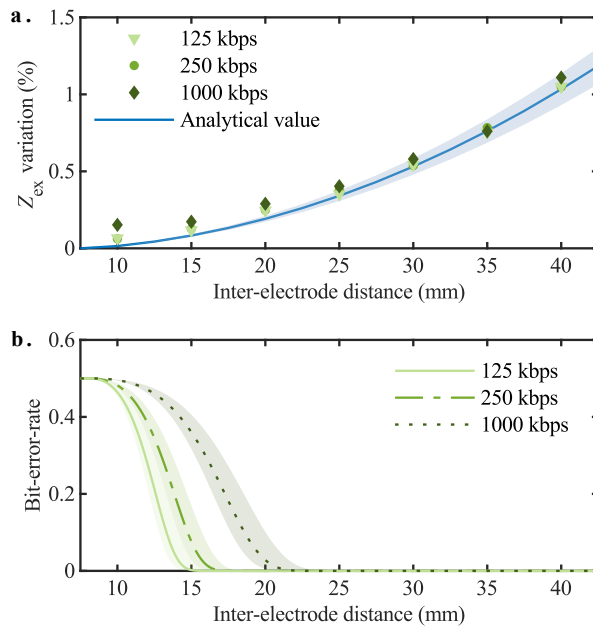 a.
1.5
1
0.5
0
Z_ex variation (%)
125 kbps
250 kbps
1000 kbps
Analytical value
10 15 20 25 30 35 40
Inter-electrode distance (mm)
b.
0.6
0.4
0.2
0
Bit-error-rate
125 kbps
250 kbps
1000 kbps
10 15 20 25 30 35 40
Inter-electrode distance (mm)